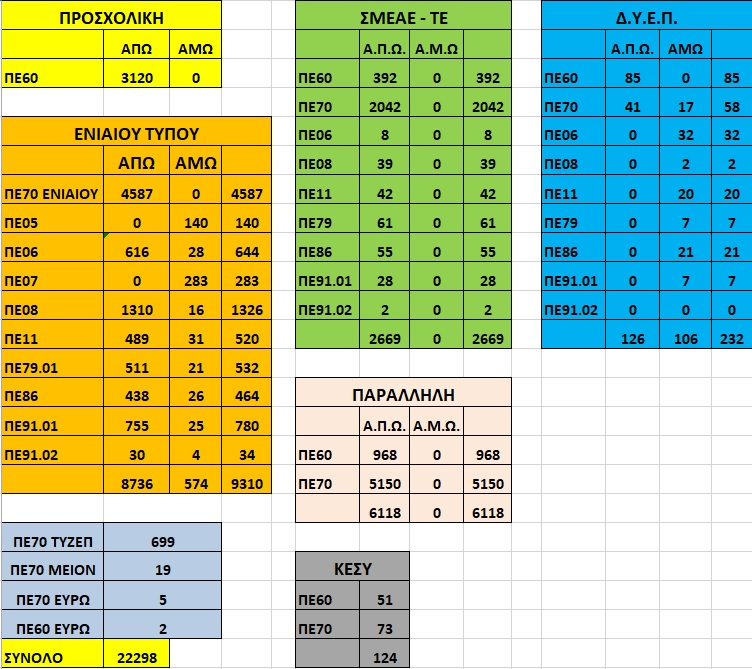 ΠΡΟΣΧΟΛΙΚΗ
ΑΠΩ ΑΜΩ
ΠΕ60 3120 0
ΕΝΙΑΙΟΥ ΤΥΠΟΥ
ΑΠΩ ΑΜΩ
ΠΕ70 ΕΝΙΑΙΟΥ 4587 0 4587
ΠΕ05 0 140 140
ΠΕ06 616 28 644
ΠΕ07 0 283 283
ΠΕ08 1310 16 1326
ΠΕ11 489 31 520
ΠΕ79.01 511 21 532
ΠΕ86 438 26 464
ΠΕ91.01 755 25 780
ΠΕ91.02 30 4 34
8736 574 9310
ΠΕ70 ΤΥΖΕΠ 699
ΠΕ70 ΜΕΙΟΝ 19
ΠΕ70 ΕΥΡΩ 5
ΠΕ60 ΕΥΡΩ 2
ΣΥΝΟΛΟ 22298
ΣΜΕΑΕ - ΤΕ
Α.Π.Ω. Α.Μ.Ω
ΠΕ60 392 0 392
ΠΕ70 2042 0 2042
ΠΕ06 8 0 8
ΠΕ08 39 0 39
ΠΕ11 42 0 42
ΠΕ79 61 0 61
ΠΕ86 55 0 55
ΠΕ91.01 28 0 28
ΠΕ91.02 2 0 2
2669 0 2669
ΠΑΡΑΛΛΗΛΗ
Α.Π.Ω. Α.Μ.Ω.
ΠΕ60 968 0 968
ΠΕ70 5150 0 5150
6118 0 6118
ΚΕΣΥ
ΠΕ60 51
ΠΕ70 73
124
Δ.Υ.Ε.Π.
Α.Π.Ω. ΑΜΩ
ΠΕ60 85 0 85
ΠΕ70 41 17 58
ΠΕ06 0 32 32
ΠΕ08 0 2 2
ΠΕ11 0 20 20
ΠΕ79 0 7 7
ΠΕ86 0 21 21
ΠΕ91.01 0 7 7
ΠΕ91.02 0 0 0
126 106 232